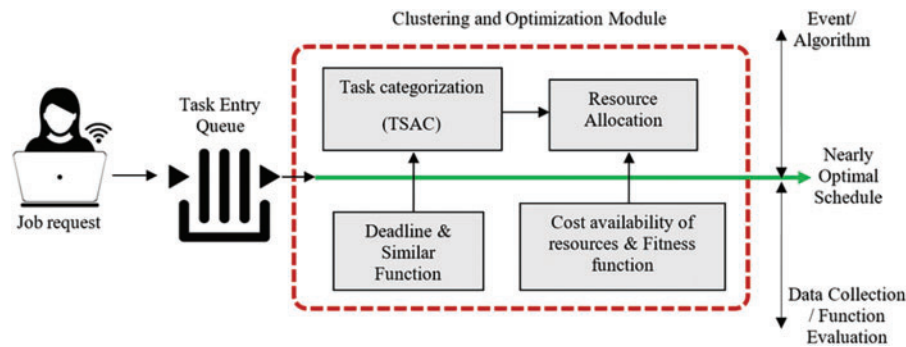 Clustering and Optimization Module
Event/
Algorithm
Task Entry
Queue
Task categorization
(TSAC)
Resource
Allocation
Job request
Nearly
Optimal
Schedule
Deadline &
Similar
Function
Cost availability of
resources & Fitness
function
Data Collection
/ Function
Evaluation